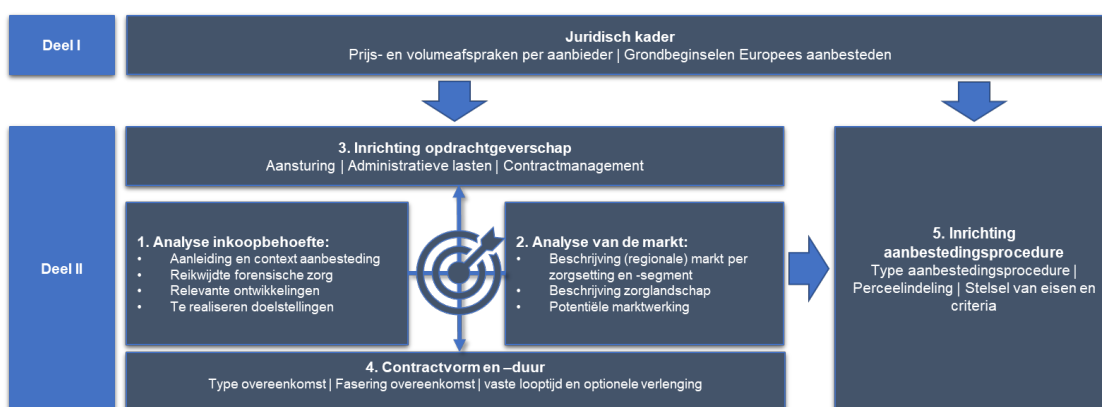 Deel I
Juridisch kader
Prijs- en volumeafspraken per aanbieder | Grondbeginselen Europees aanbesteden
Deel II
3. Inrichting opdrachtgeverschap
Aansturing | Administratieve lasten | Contractmanagement
1. Analyse inkoopbehoefte:
• Aanleiding en context aanbesteding
• Reikwijdte forensische zorg
• Relevante ontwikkelingen
• Te realiseren doelstellingen
2. Analyse van de markt:
• Beschrijving (regionale) markt per
zorgsetting en -segment
• Beschrijving zorglandschap
• Potentiële marktwerking
4. Contractvorm en –duur
Type overeenkomst | Fasering overeenkomst | vaste looptijd en optionele verlenging
5. Inrichting
aanbestedingsprocedure
Type aanbestedingsprocedure |
Perceelindeling | Stelsel van eisen en
criteria